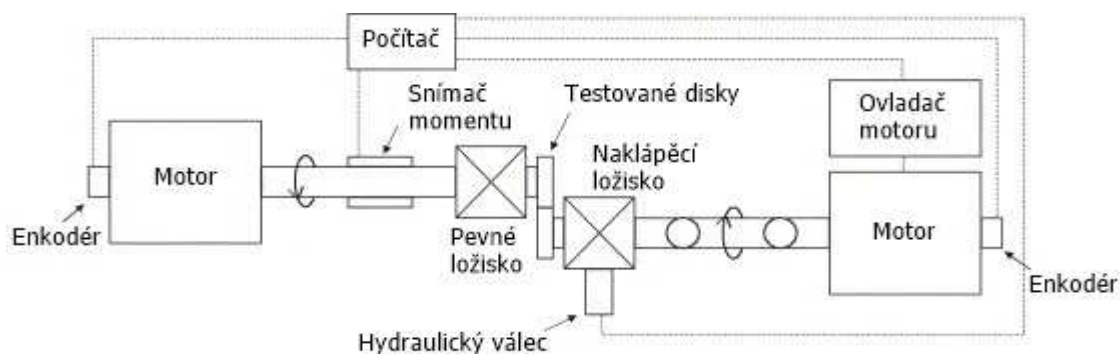 Počítač
Snímač
momentu
Testované disky
Ovladač
motoru
Motor
Naklápěcí
ložisko
Enkodér
Pevné
ložisko
Motor
Enkodér
Hydraulický válec